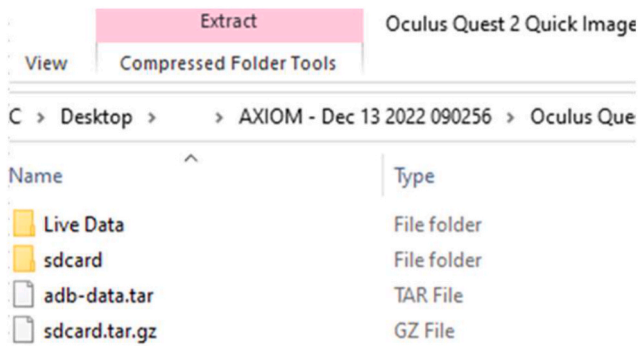 Extract Oculus Quest 2 Quick Image
View Compressed Folder Tools
C > Desktop > > AXIOM - Dec 13 2022 090256 > Oculus Que
Name Type
Live Data File folder
sdcard File folder
adb-data.tar TAR File
sdcard.tar.gz GZ File